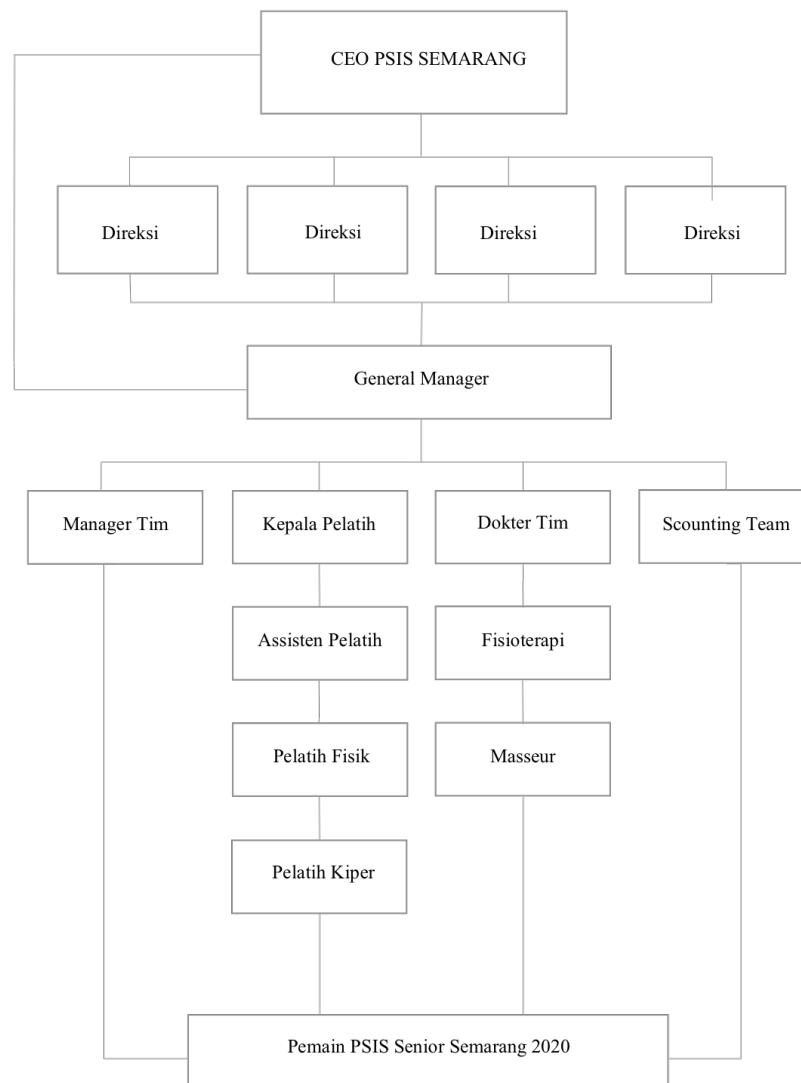 CEO PSIS SEMARANG
Direksi
Direksi
Direksi
Direksi
General Manager
Manager Tim
Kepala Pelatih
Dokter Tim
Scounting Team
Assisten Pelatih
Fisioterapi
Pelatih Fisik
Masseur
Pelatih Kiper
Pemain PSIS Senior Semarang 2020